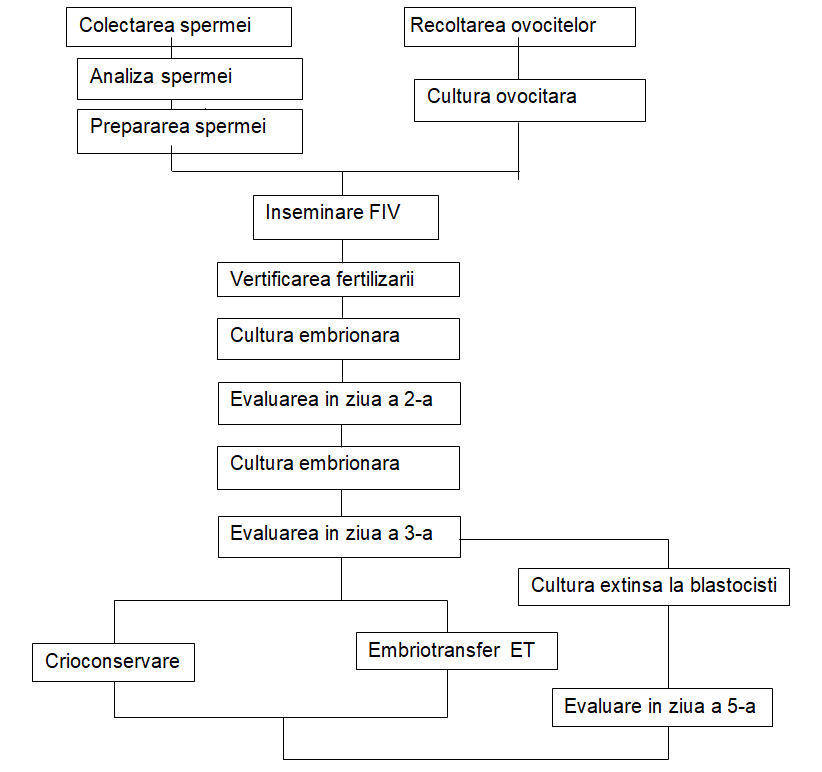 Colectarea spermei
Recoltarea ovocitelor
Analiza spermei
Cultura ovocitara
Prepararea spermei
Inseminare FIV
Vertificarea fertilizarii
Cultura embrionara
Evaluarea in ziua a 2-a
Cultura embrionara
Evaluarea in ziua a 3-a
Cultura extinsa la blastocisti
Crioconservare
Embriotransfer ET
Evaluare in ziua a 5-a